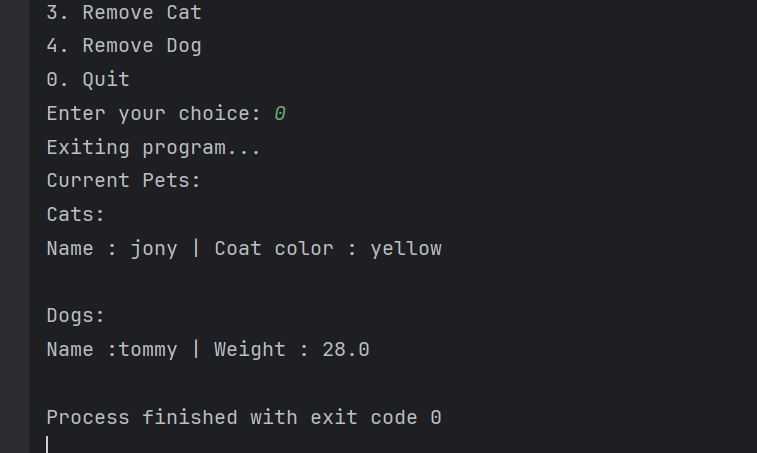 3. Remove Cat
4. Remove Dog
0. Quit
Enter your choice: 0
Exiting program...
Current Pets:
Cats:
Name : jony | Coat color : yellow
Dogs:
Name :tommy | Weight : 28.0
Process finished with exit code 0